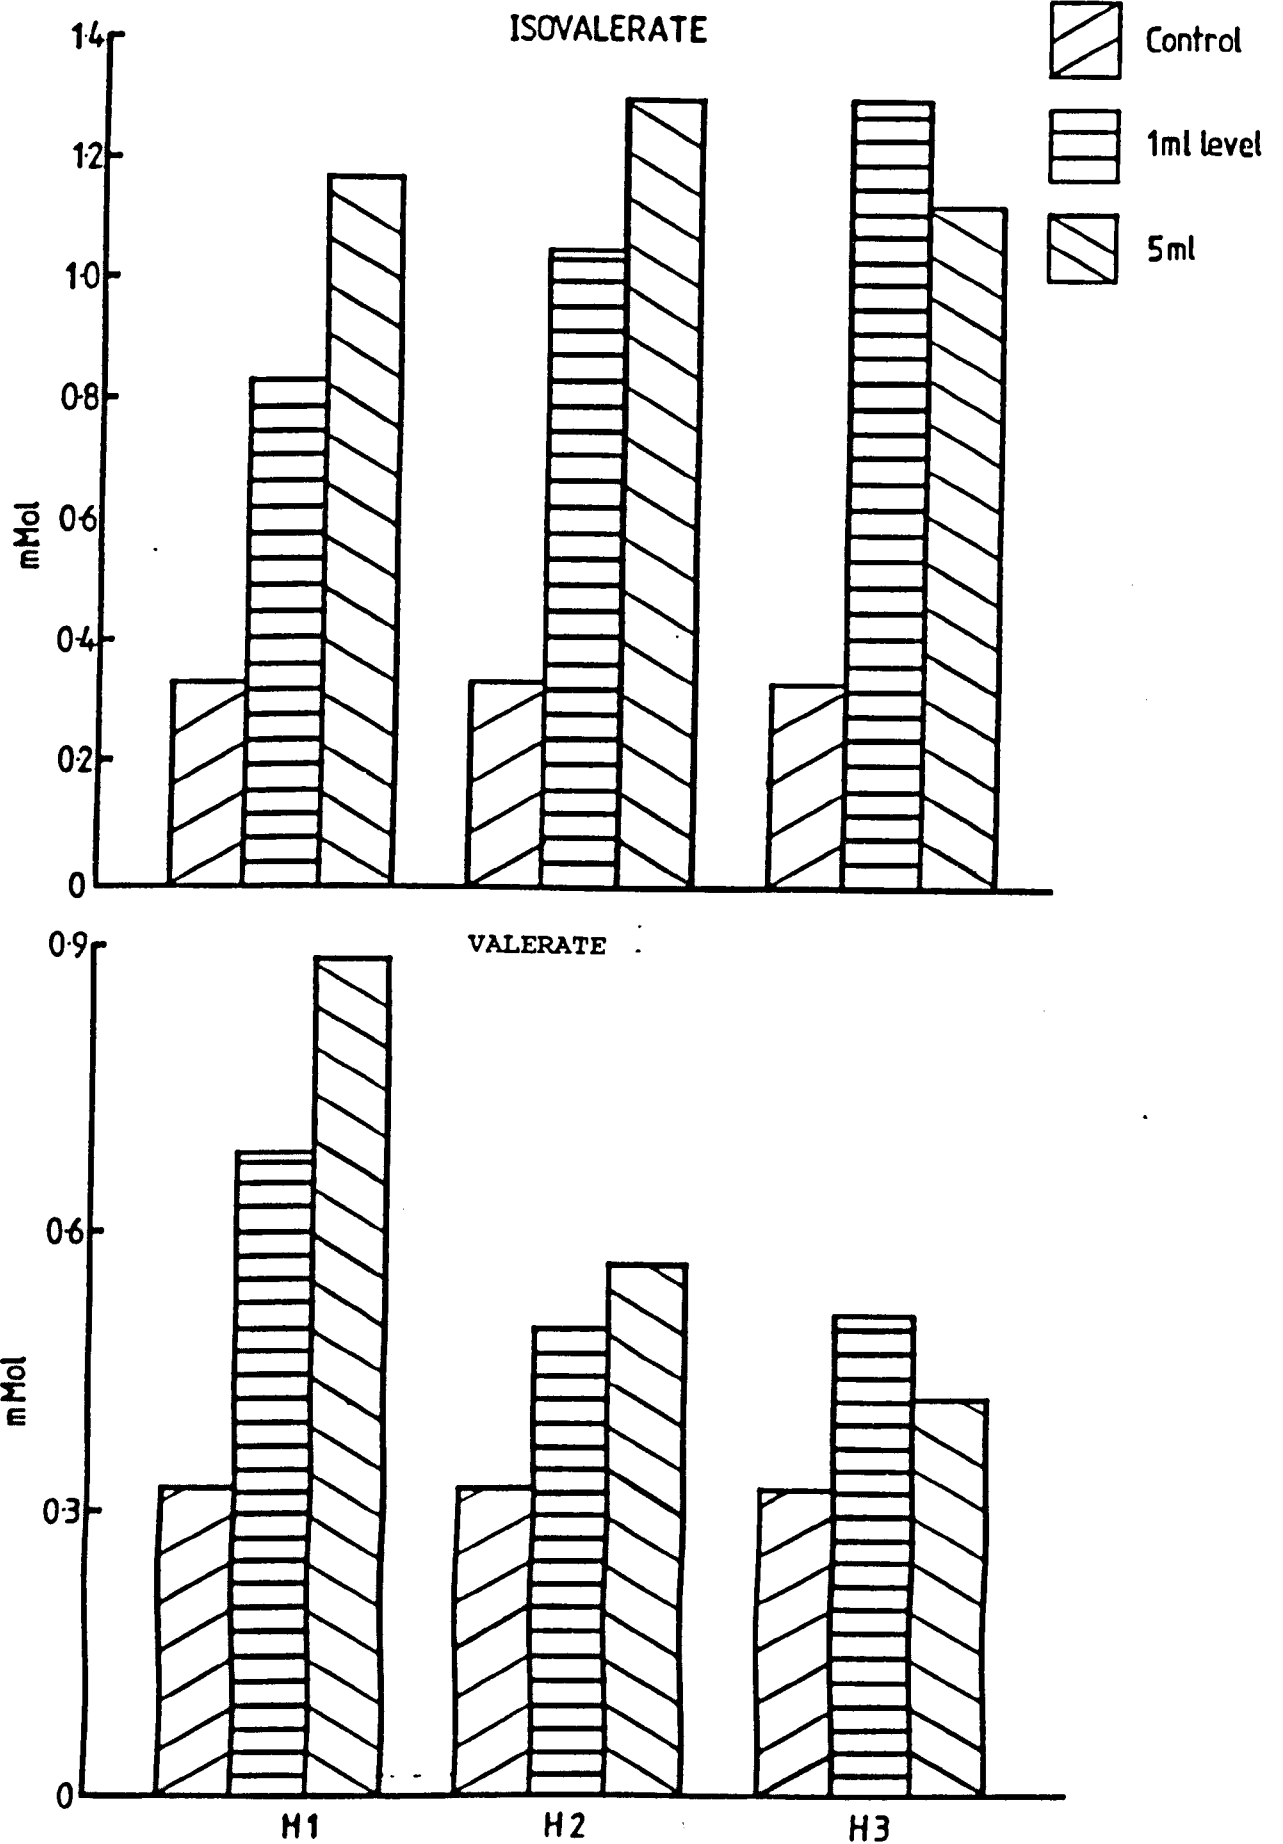 ISOVALERATE
Control
1ml level
5ml
1·4
1·2
1·0
0·8
0·6
0·4
0·2
0
mMol
VALERATE
0·9
0·6
0·3
0
mMol
H1
H2
H3